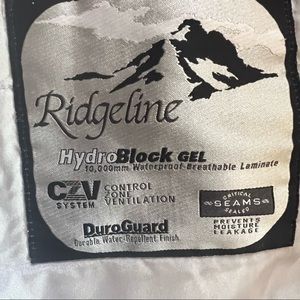 Ridgeline
HydroBlock GEL
10,000mm Waterproof-Breathable Laminate
CZV SYSTEM
CONTROL
ZONE
VENTILATION
CRITICAL
SEAMS
SEALED
PREVENTS
MOISTURE
LEAKAGE
DuroGuard
Durable Water-Repellent Finish